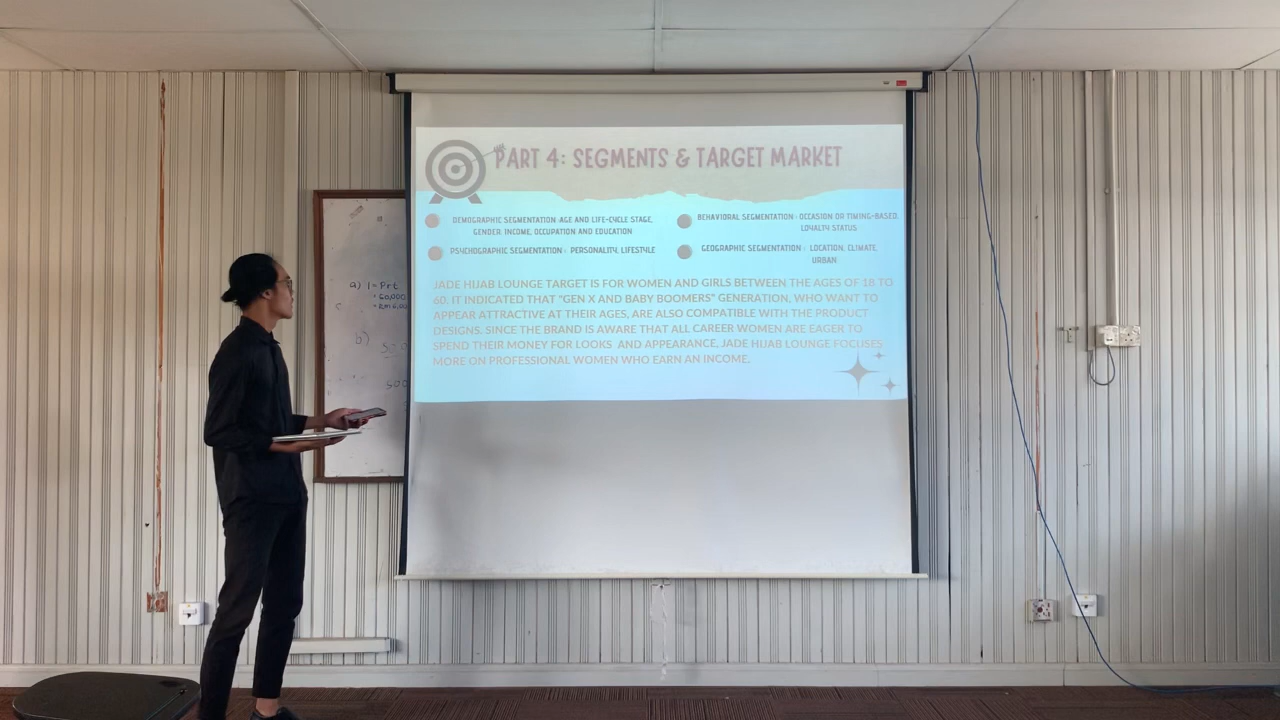 PART 4: SEGMENTS & TARGET MARKET
DEMOGRAPHIC SEGMENTATION: AGE AND LIFE-CYCLE STAGE,
GENDER, INCOME, OCCUPATION AND EDUCATION
BEHAVIORAL SEGMENTATION : OCCASION OR TIMING-BASED,
LOYALTY STATUS
PSYCHOGRAPHIC SEGMENTATION : PERSONALITY, LIFESTYLE
GEOGRAPHIC SEGMENTATION : LOCATION, CLIMATE,
URBAN
JADE HIJAB LOUNGE TARGET IS FOR WOMEN AND GIRLS BETWEEN THE AGES OF 18 TO
60. IT INDICATED THAT "GEN X AND BABY BOOMERS" GENERATION, WHO WANT TO
APPEAR ATTRACTIVE AT THEIR AGES, ARE ALSO COMPATIBLE WITH THE PRODUCT
DESIGNS. SINCE THE BRAND IS AWARE THAT ALL CAREER WOMEN ARE EAGER TO
SPEND THEIR MONEY FOR LOOKS AND APPEARANCE, JADE HIJAB LOUNGE FOCUSES
MORE ON PROFESSIONAL WOMEN WHO EARN AN INCOME.
a) I = Prt
b)